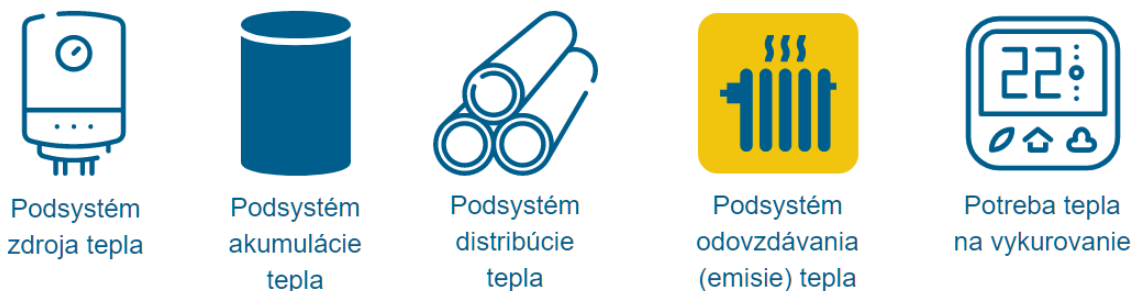 22
Podsystém
zdroja tepla
Podsystém
akumulácie
tepla
Podsystém
distribúcie
tepla
Podsystém
odovzdávania
(emisie) tepla
Potreba tepla
na vykurovanie